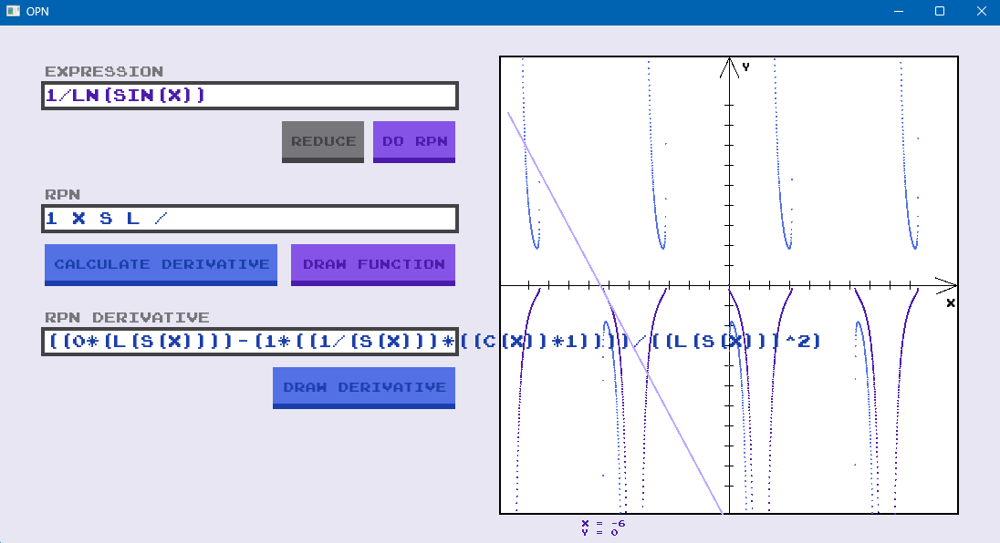 OPN
EXPRESSION
1/LN(SIN(X))
REDUCE
DO RPN
RPN
1 X S L /
CALCULATE DERIVATIVE
DRAW FUNCTION
RPN DERIVATIVE
((0*(L(S(X))))-(1*((1/(S(X)))*((C(X))*1))))/((L(S(X)))^2)
DRAW DERIVATIVE
Y
X
X = -6
Y = 0